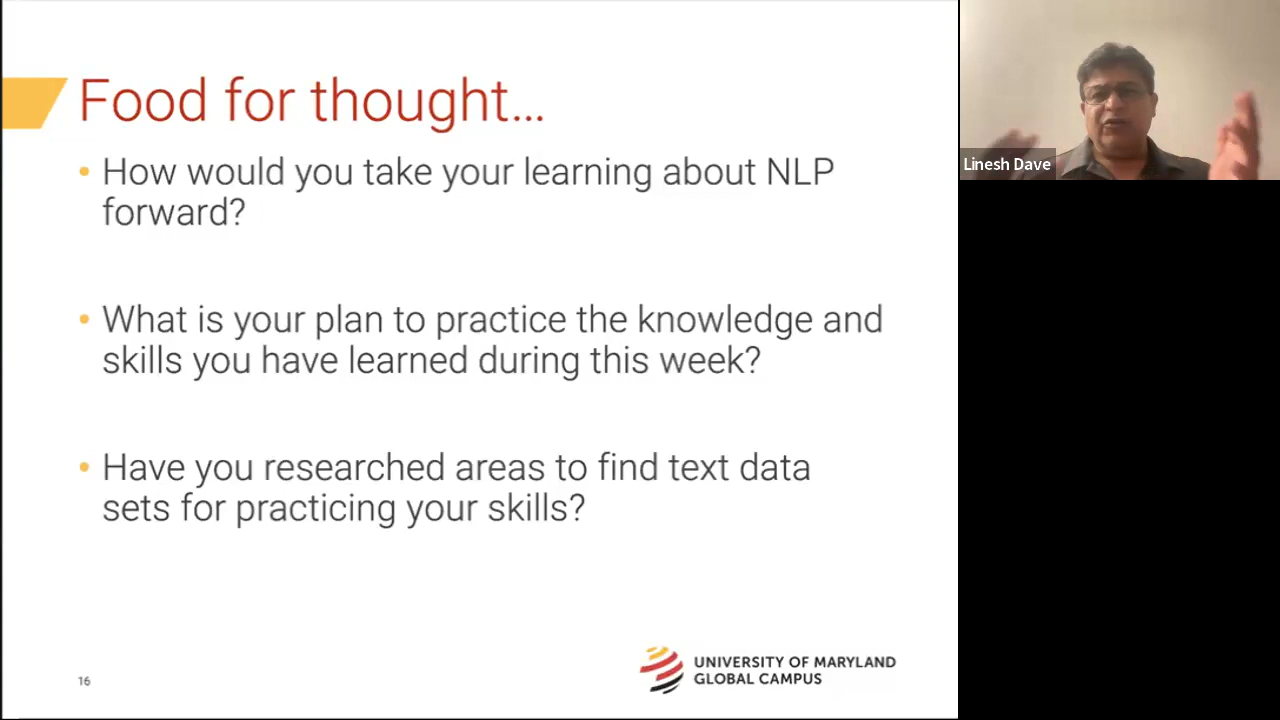 Food for thought...
• How would you take your learning about NLP
forward?
• What is your plan to practice the knowledge and
skills you have learned during this week?
• Have you researched areas to find text data
sets for practicing your skills?
16
UNIVERSITY OF MARYLAND
GLOBAL CAMPUS
Linesh Dave